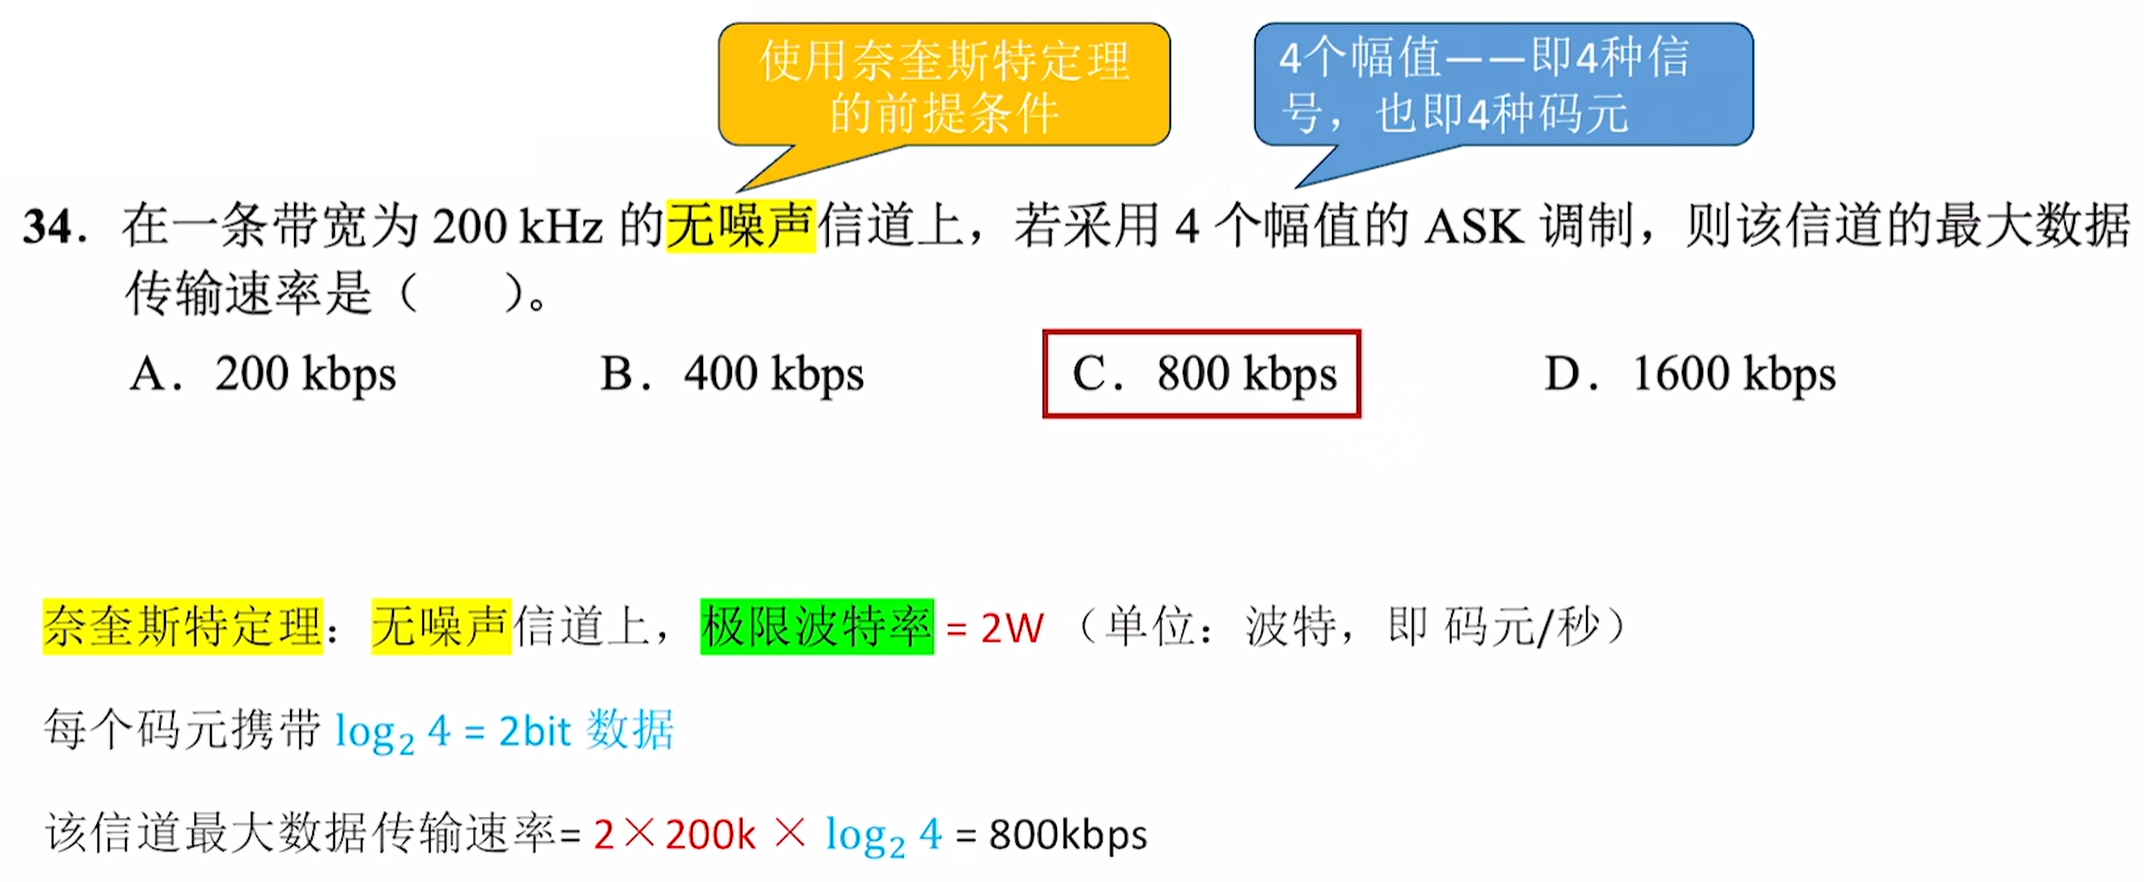 使用奈奎斯特定理
的前提条件
4个幅值——即4种信
号，也即4种码元
34. 在一条带宽为 200 kHz 的无噪声信道上，若采用 4 个幅值的 ASK 调制，则该信道的最大数据
传输速率是（ ）。
A. 200 kbps B. 400 kbps C. 800 kbps D. 1600 kbps
奈奎斯特定理：无噪声信道上，极限波特率 = 2W （单位：波特，即 码元/秒）
每个码元携带 log₂ 4 = 2bit 数据
该信道最大数据传输速率= 2×200k × log₂ 4 = 800kbps